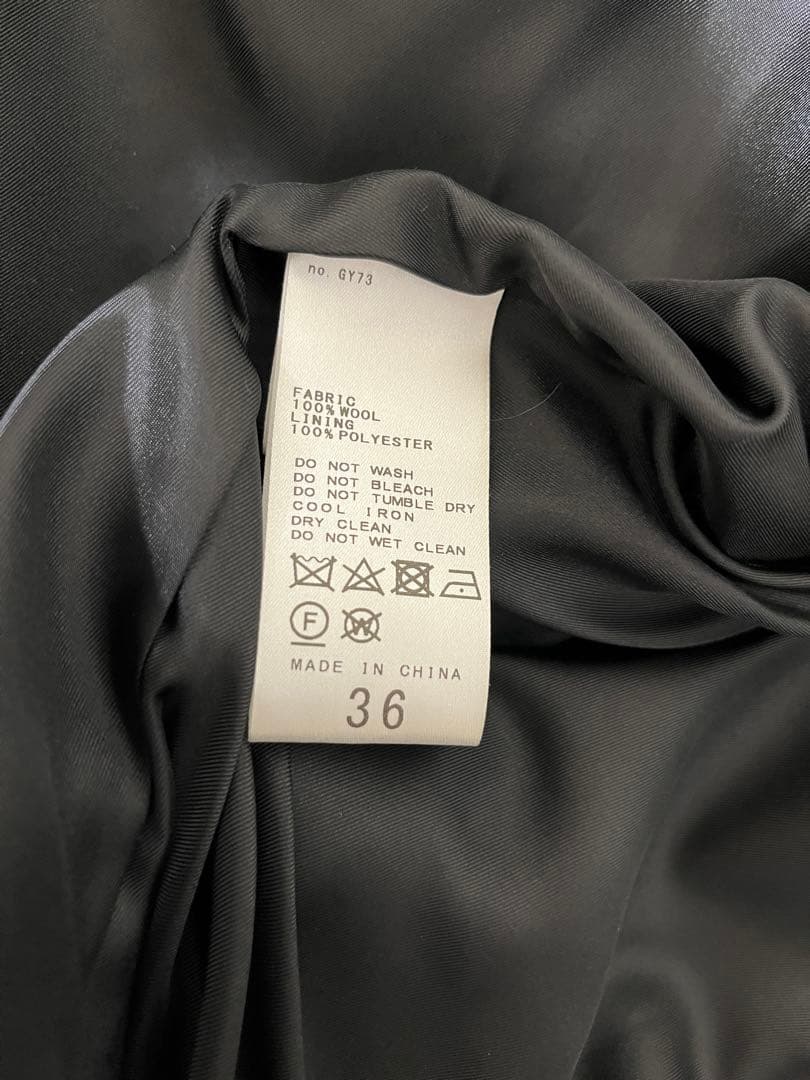 no. GY73
FABRIC
100% WOOL
LINING
100% POLYESTER
DO NOT WASH
DO NOT BLEACH
DO NOT TUMBLE DRY
COOL IRON
DRY CLEAN
DO NOT WET CLEAN
F W
MADE IN CHINA
36